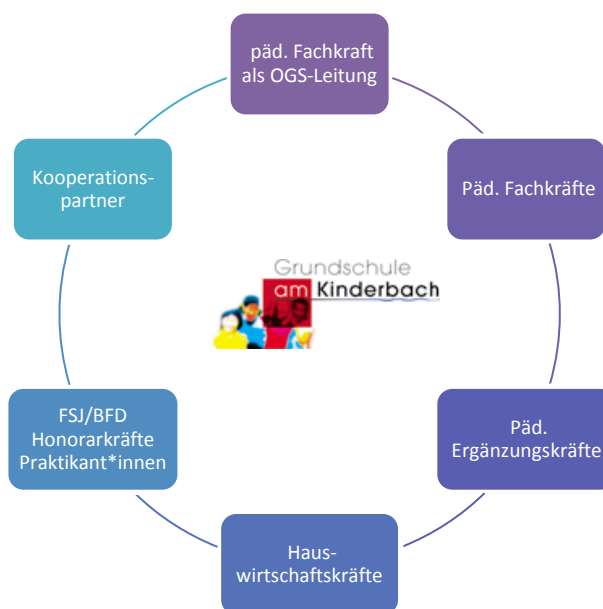 päd. Fachkraft
als OGS-Leitung
Kooperations-
partner
Päd. Fachkräfte
Grundschule
am Kinderbach
FSJ/BFD
Honorarkräfte
Praktikant*innen
Päd.
Ergänzungskräfte
Haus-
wirtschaftskräfte